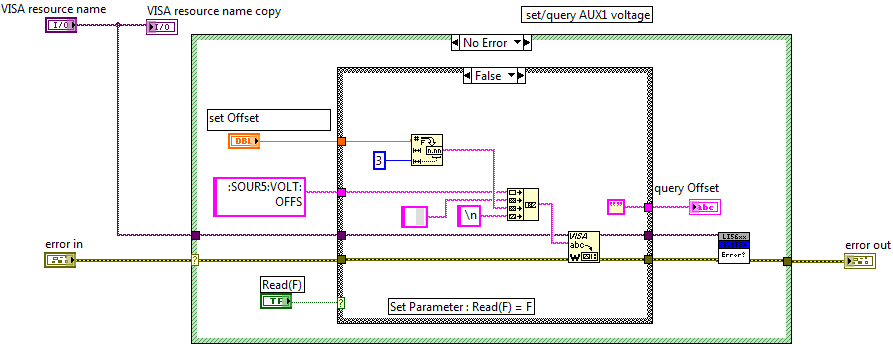 VISA resource name
VISA resource name copy
set/query AUX1 voltage
I/O
I/O
No Error
False
set Offset
DBL
#
n.nn
3
:SOUR5:VOLT:
OFFS
\n
""
query Offset
abc
VISA
abc
W
LI56xx
Error?
error in
error out
?
Read(F)
TF
?
Set Parameter : Read(F) = F